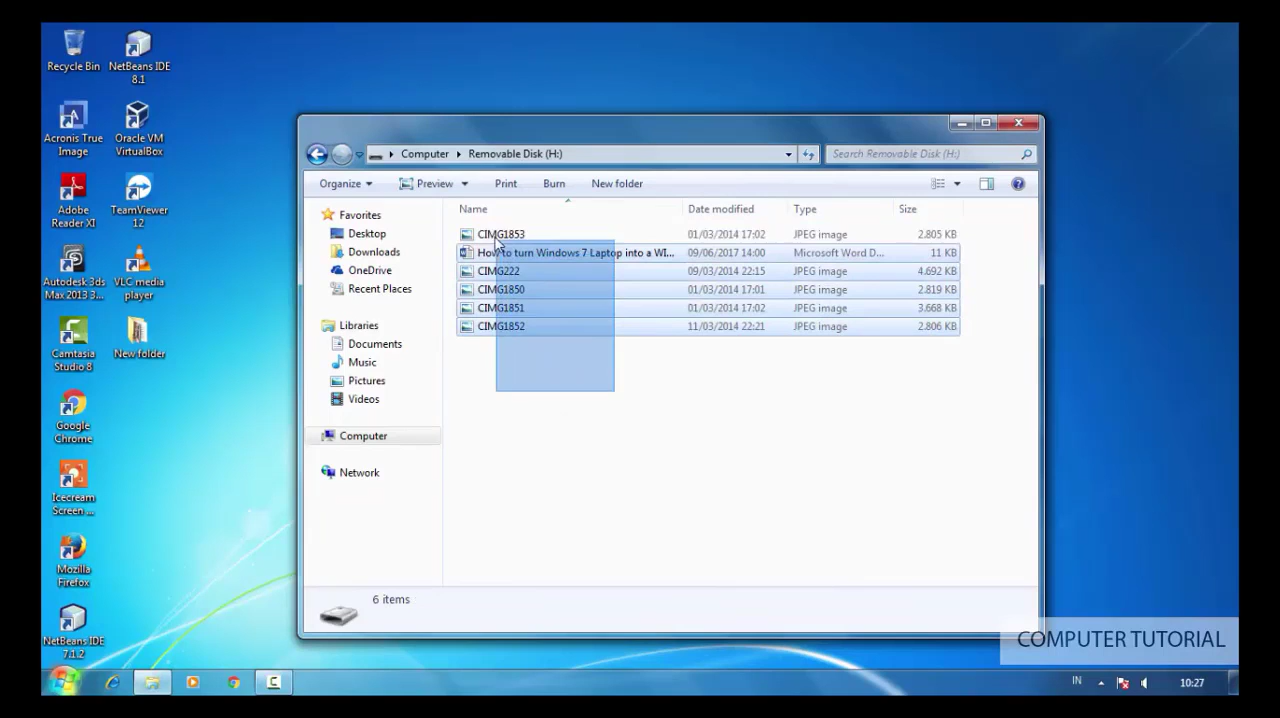 Recycle Bin
NetBeans IDE
8.1
Acronis True
Image
Oracle VM
VirtualBox
Adobe
Reader XI
TeamViewer
12
Autodesk 3ds
Max 2013 3...
VLC media
player
Camtasia
Studio 8
New folder
Google
Chrome
Icecream
Screen ...
Mozilla
Firefox
NetBeans IDE
7.1.2
Computer Removable Disk (H:)
Search Removable Disk (H:)
Organize Preview Print Burn New folder
Favorites
Desktop
Downloads
OneDrive
Recent Places
Libraries
Documents
Music
Pictures
Videos
Computer
Network
Name Date modified Type Size
CIMG1853 01/03/2014 17:02 JPEG image 2.805 KB
How to turn Windows 7 Laptop into a WI... 09/06/2017 14:00 Microsoft Word D... 11 KB
CIMG222 09/03/2014 22:15 JPEG image 4.692 KB
CIMG1850 01/03/2014 17:01 JPEG image 2.819 KB
CIMG1851 01/03/2014 17:02 JPEG image 3.668 KB
CIMG1852 11/03/2014 22:21 JPEG image 2.806 KB
6 items
COMPUTER TUTORIAL
IN 10:27